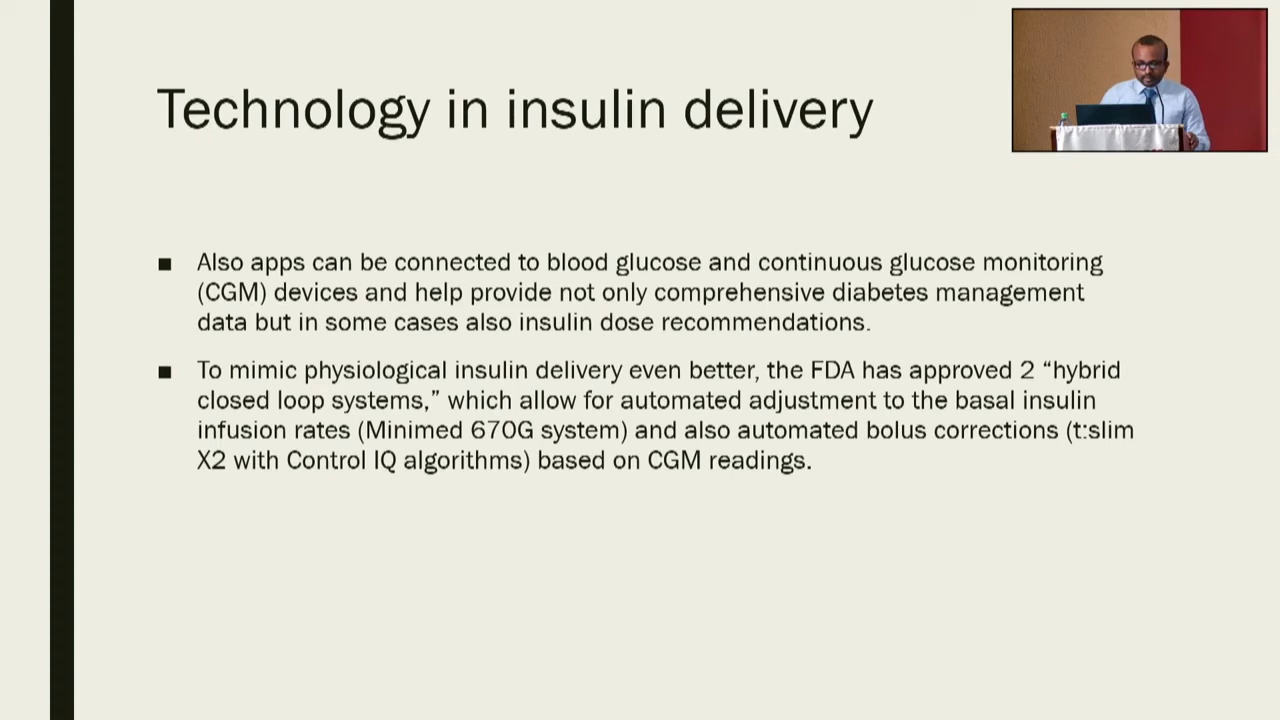 Technology in insulin delivery
■ Also apps can be connected to blood glucose and continuous glucose monitoring
(CGM) devices and help provide not only comprehensive diabetes management
data but in some cases also insulin dose recommendations.
■ To mimic physiological insulin delivery even better, the FDA has approved 2 “hybrid
closed loop systems,” which allow for automated adjustment to the basal insulin
infusion rates (Minimed 670G system) and also automated bolus corrections (t:slim
X2 with Control IQ algorithms) based on CGM readings.